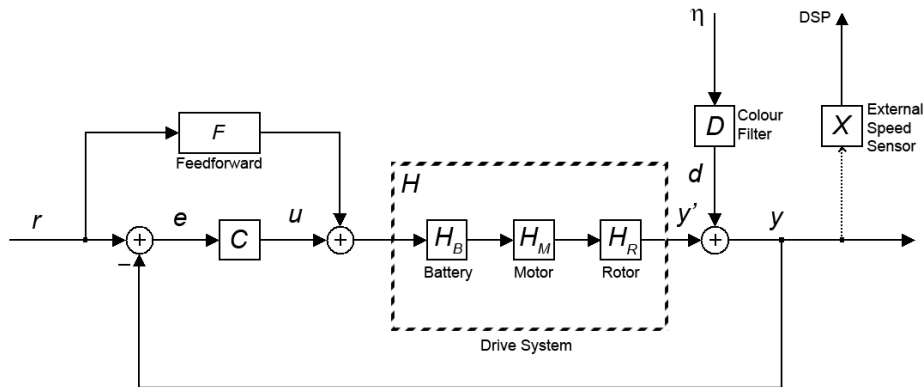 η
DSP
F
Feedforward
D
Colour
Filter
X
External
Speed
Sensor
H
d
r
e
u
y'
y
C
H_B
H_M
H_R
–
Battery
Motor
Rotor
Drive System